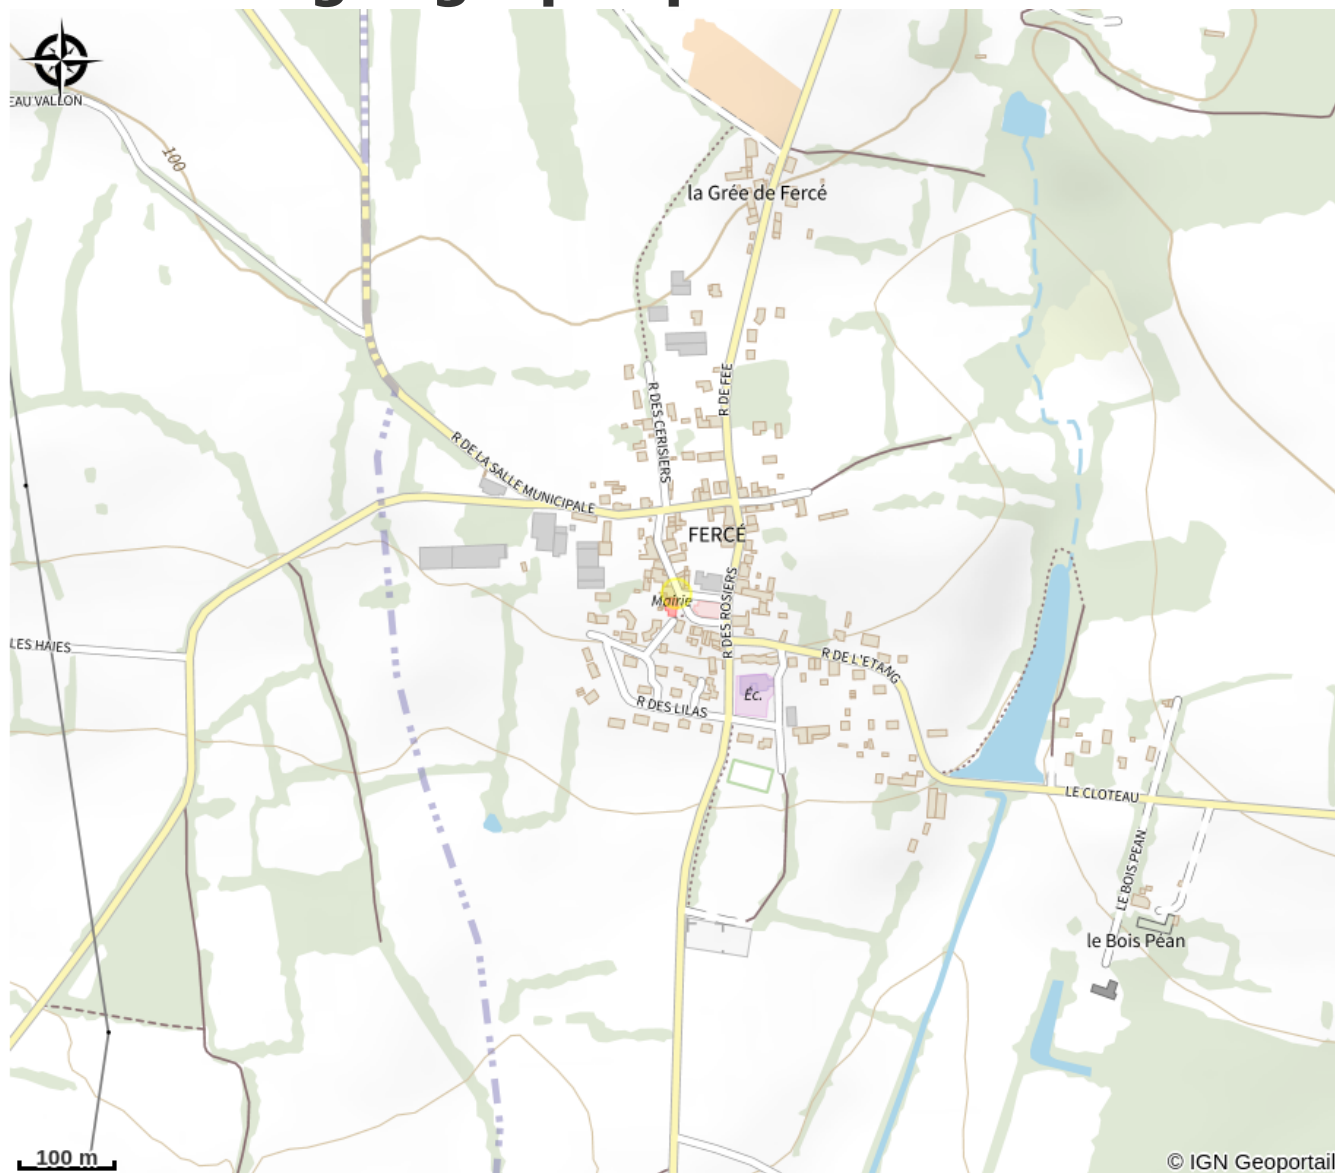 EAU VALLON
100
la Grée de Fercé
R DE FEE
R DES CERISIERS
R DE LA SALLE MUNICIPALE
FERCÉ
Mairie
R DES ROSIERS
LES HAIES
R DE L'ETANG
Éc.
R DES LILAS
LE CLOTEAU
LE BOIS PEAN
le Bois Péan
100 m
© IGN Geoportail